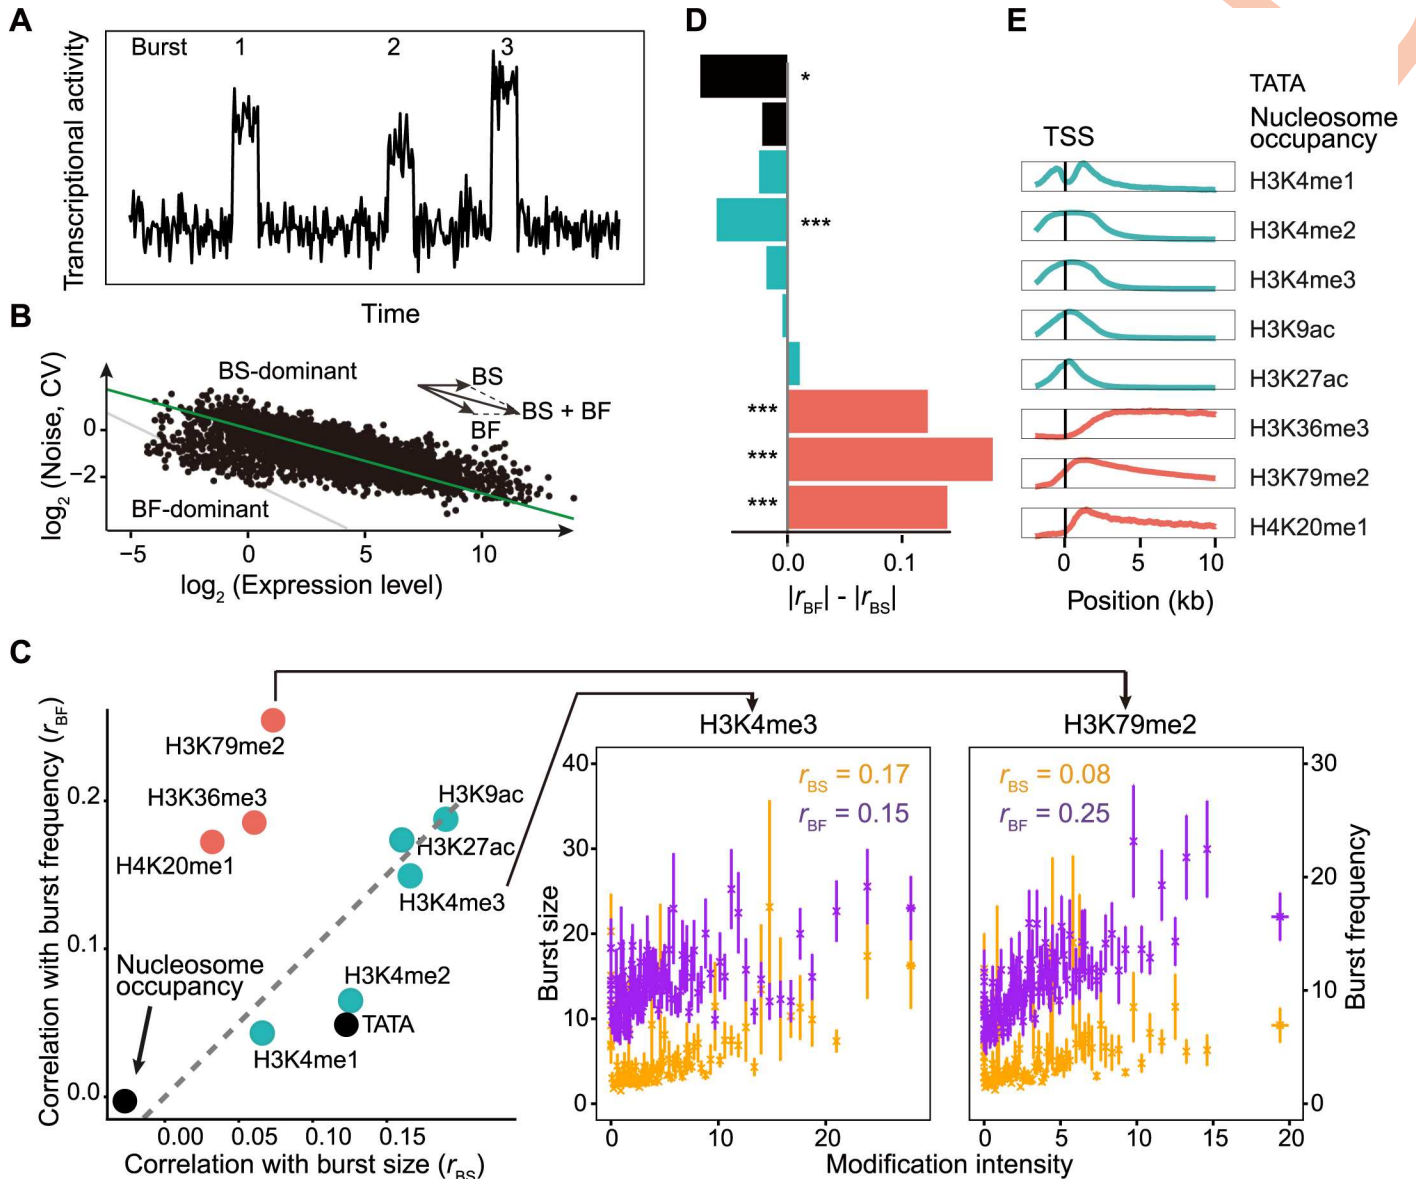 A
Burst 1 2 3
Transcriptional activity
Time
B
BS-dominant
BF-dominant
BS
BS + BF
BF
log2 (Noise, CV)
0
−2
−5 0 5 10
log2 (Expression level)
D
*
***
***
***
***
0.0 0.1
|rBF| - |rBS|
E
TSS
TATA
Nucleosome
occupancy
H3K4me1
H3K4me2
H3K4me3
H3K9ac
H3K27ac
H3K36me3
H3K79me2
H4K20me1
0 5 10
Position (kb)
C
Correlation with burst frequency (rBF)
0.2
0.1
0.0
H3K79me2
H3K36me3
H4K20me1
H3K9ac
H3K27ac
H3K4me3
Nucleosome
occupancy
H3K4me2
TATA
H3K4me1
0.00 0.05 0.10 0.15
Correlation with burst size (rBS)
H3K4me3
rBS = 0.17
rBF = 0.15
Burst size
40
30
20
10
0
0 10 20
H3K79me2
rBS = 0.08
rBF = 0.25
30
20
10
0
Burst frequency
0 5 10 15 20
Modification intensity